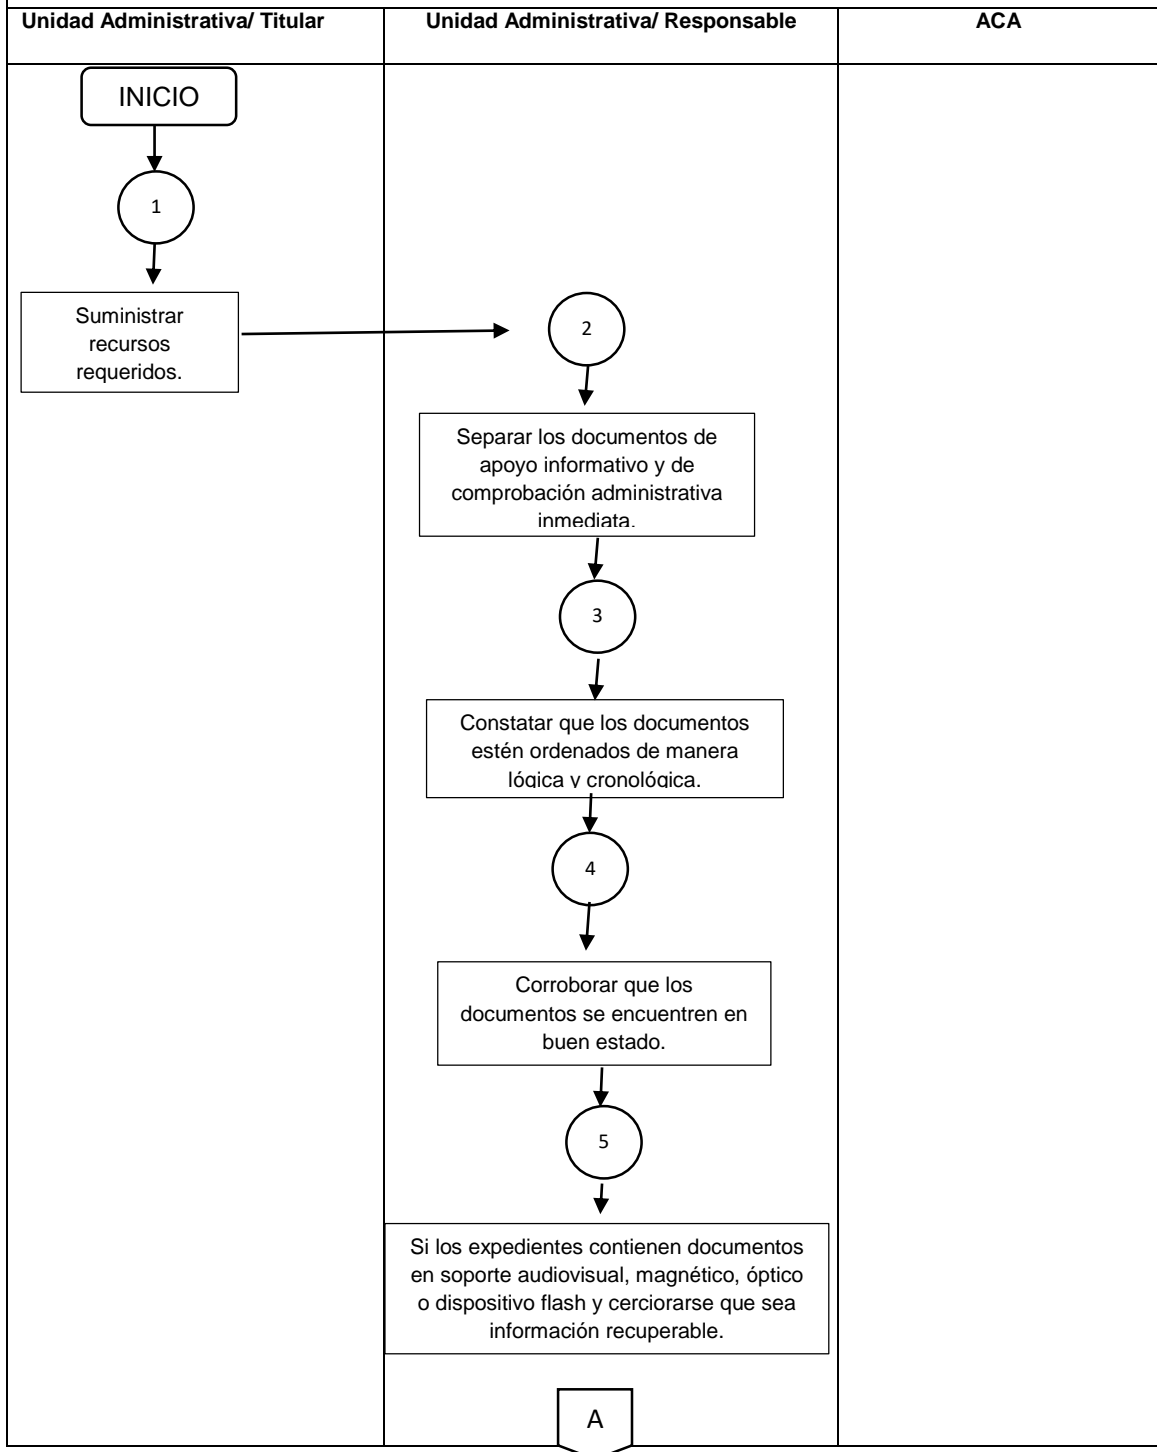 Unidad Administrativa/ Titular
Unidad Administrativa/ Responsable
ACA
INICIO
1
Suministrar
recursos
requeridos.
2
Separar los documentos de
apoyo informativo y de
comprobación administrativa
inmediata.
3
Constatar que los documentos
estén ordenados de manera
lógica y cronológica.
4
Corroborar que los
documentos se encuentren en
buen estado.
5
Si los expedientes contienen documentos
en soporte audiovisual, magnético, óptico
o dispositivo flash y cerciorarse que sea
información recuperable.
A